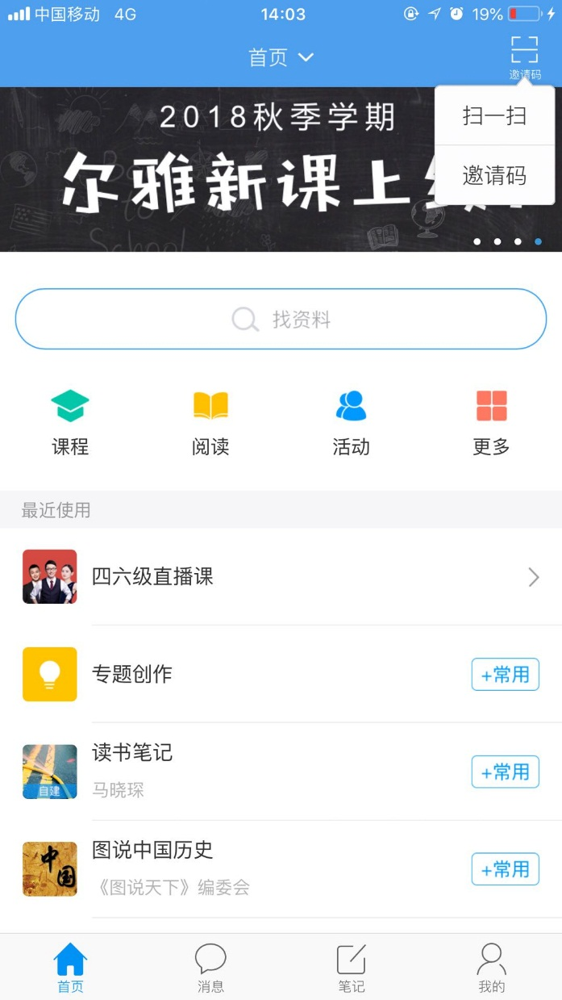 中国移动 4G 14:03 19%
首页
邀请码
扫一扫
邀请码
2018秋季学期
尔雅新课上
找资料
课程 阅读 活动 更多
最近使用
四六级直播课
专题创作 +常用
读书笔记
马晓琛
自建
+常用
图说中国历史
《图说天下》编委会
中国
+常用
首页 消息 笔记 我的